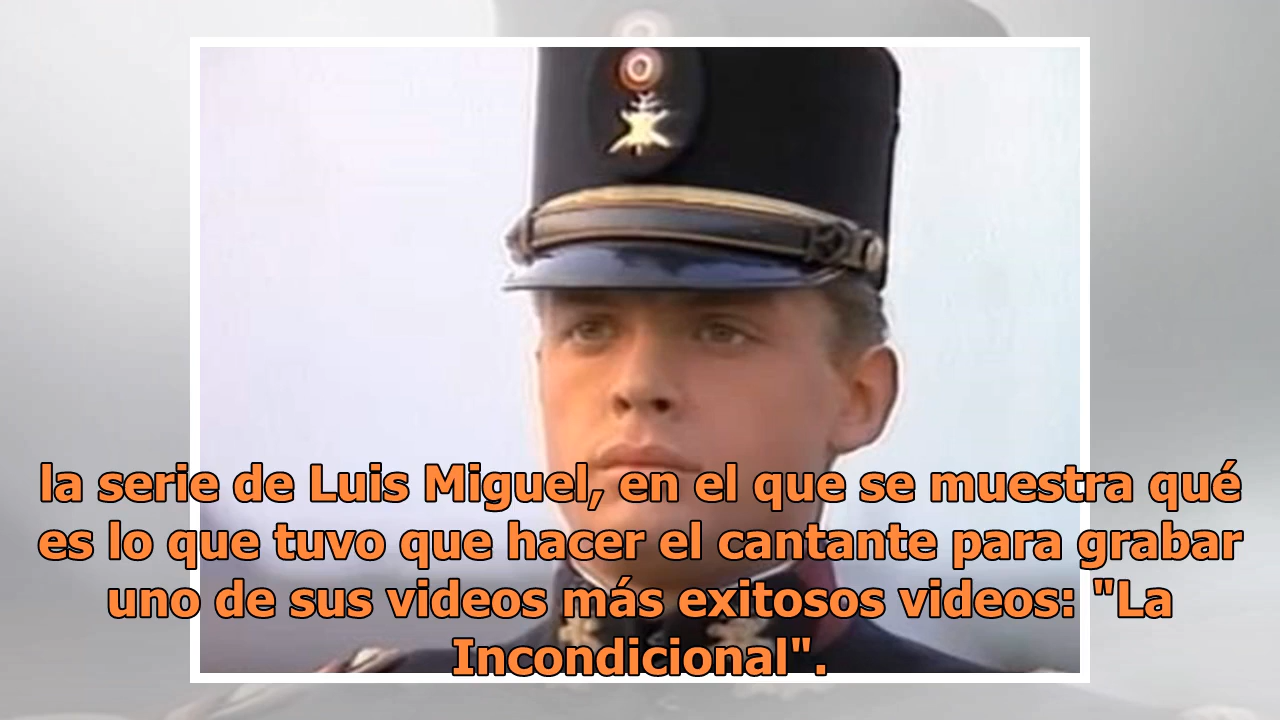 la serie de Luis Miguel, en el que se muestra qué
es lo que tuvo que hacer el cantante para grabar
uno de sus videos más exitosos videos: "La
Incondicional".